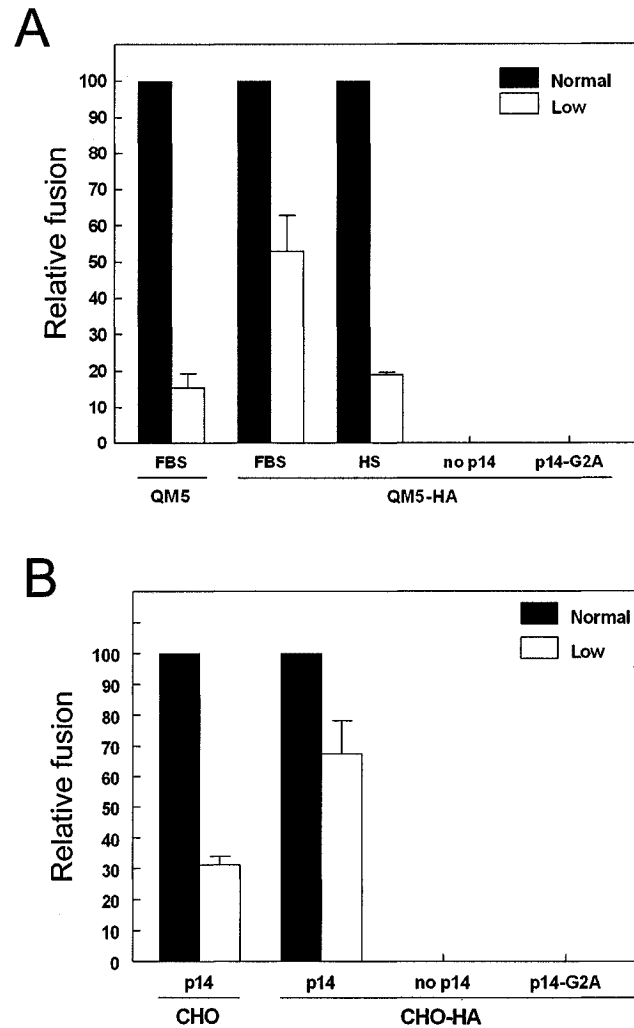 A
Relative fusion
100
90
80
70
60
50
40
30
20
10
0
Normal
Low
FBS FBS HS no p14 p14-G2A
QM5 QM5-HA
B
Relative fusion
100
90
80
70
60
50
40
30
20
10
0
Normal
Low
p14 p14 no p14 p14-G2A
CHO CHO-HA